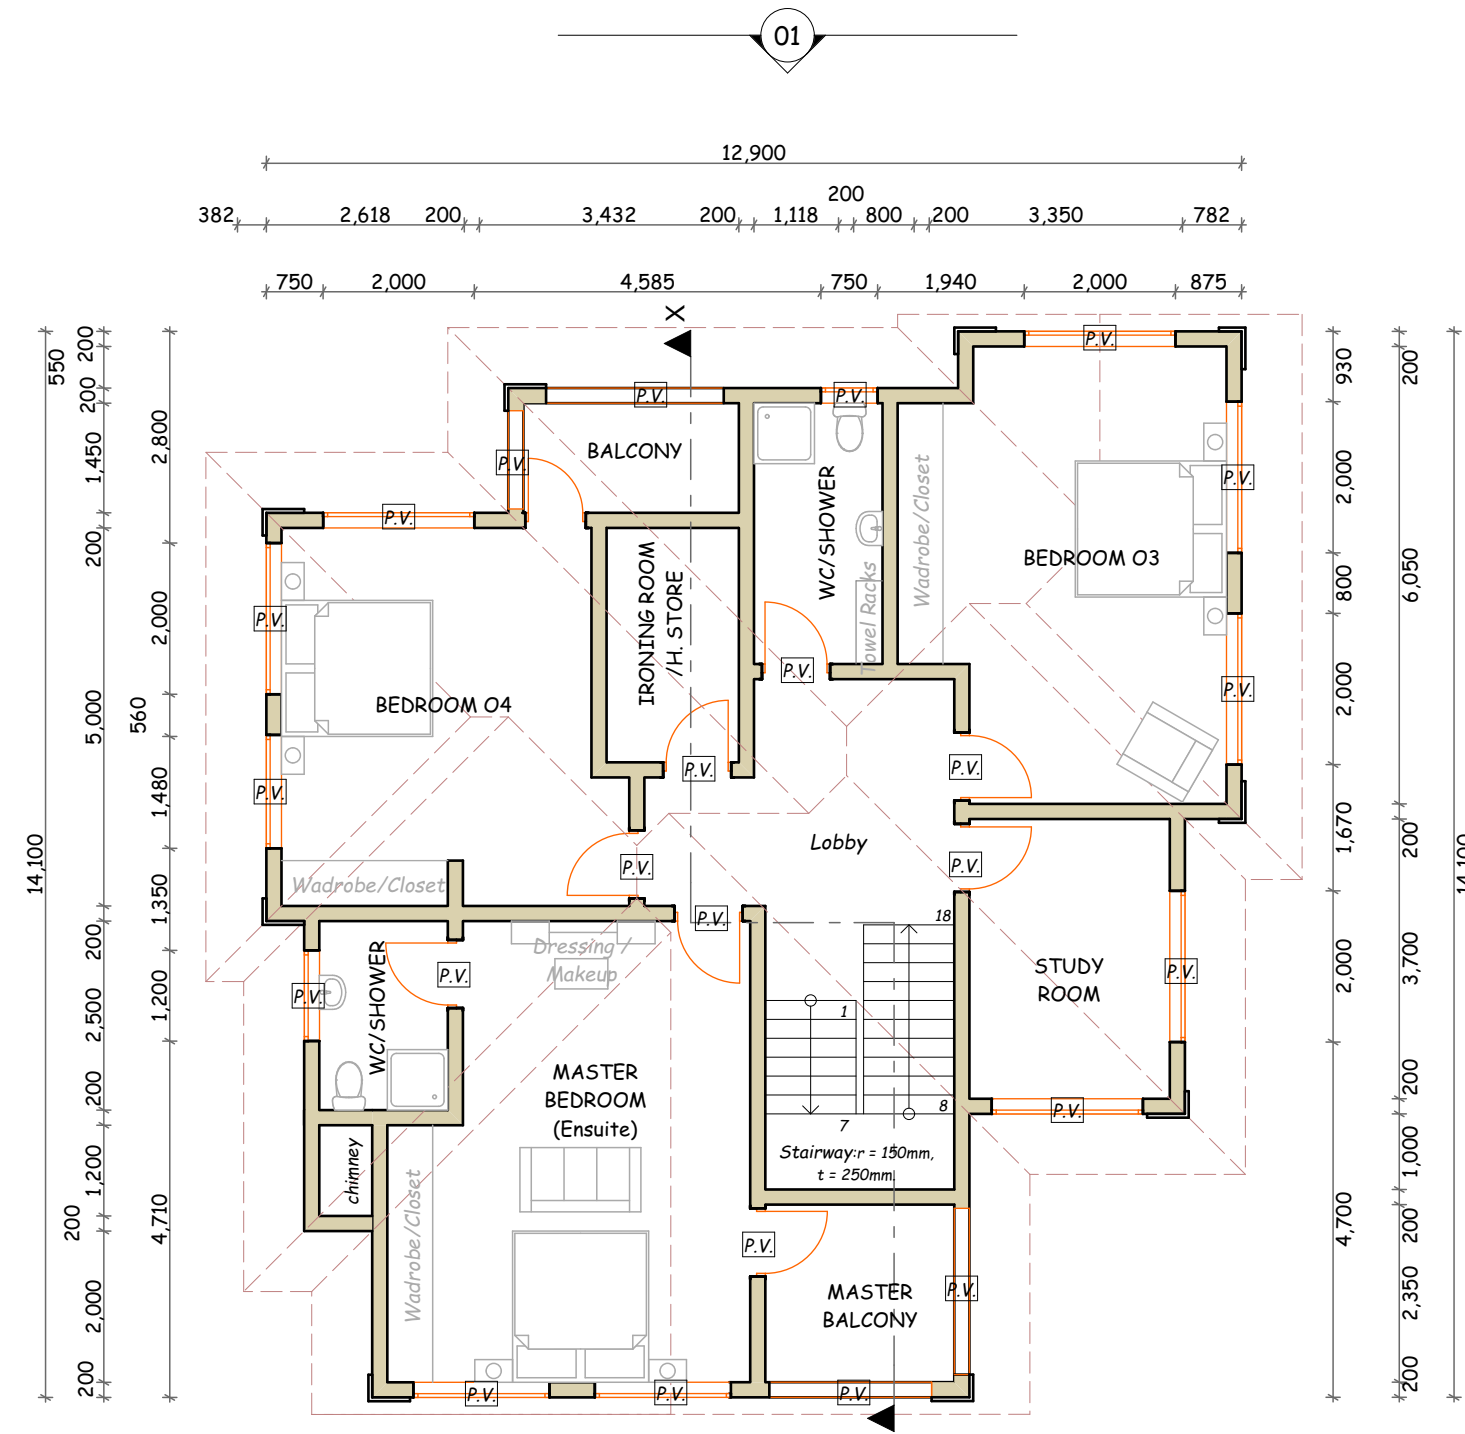 01
12,900
200
382 2,618 200 3,432 200 1,118 800 200 3,350 782
750 2,000 4,585 750 1,940 2,000 875
X
14,100
550
200
200
1,450
200
5,000
200
2,500
200
1,200
200
2,000
200
2,800
2,000
560
1,480
1,350
1,200
4,710
P.V.
P.V.
P.V.
P.V.
BALCONY
P.V.
WC/SHOWER
Towel Racks
Wadrobe/Closet
BEDROOM 03
P.V.
P.V.
P.V.
IRONING ROOM
/H. STORE
P.V.
BEDROOM 04
P.V.
P.V.
P.V.
P.V.
P.V.
P.V.
Lobby
Wadrobe/Closet
P.V.
Dressing /
Makeup
P.V.
P.V.
WC/SHOWER
18
1
8
7
Stairway:r = 150mm,
t = 250mm.
STUDY
ROOM
P.V.
P.V.
MASTER
BEDROOM
(Ensuite)
chimney
Wadrobe/Closet
P.V.
MASTER
BALCONY
P.V.
P.V.
P.V.
P.V.
930
2,000
800
2,000
1,670
2,000
4,700
200
6,050
200
3,700
200
1,000
200
2,350
200
14,100